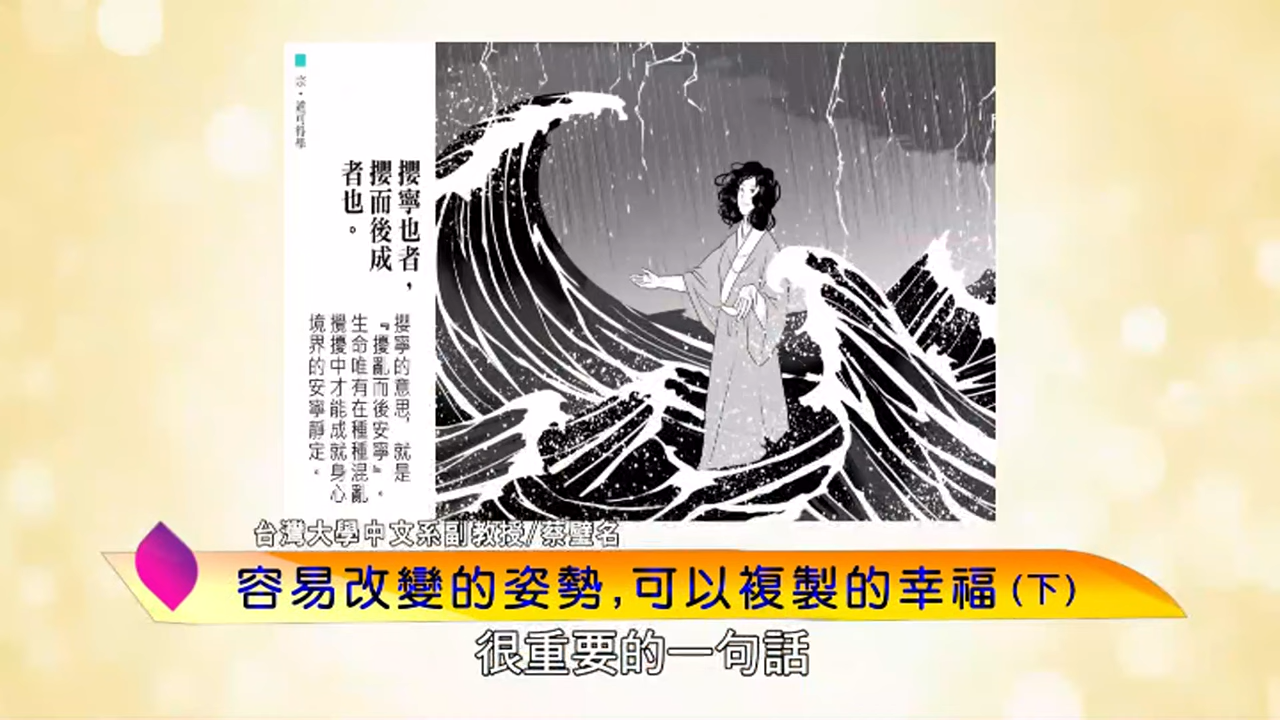 攖寧也者，
攖而後成
者也。
攖寧的意思，就是
『擾亂而後安寧』。
生命唯有在種種混亂
攪擾中才能成就身心
境界的安寧靜定。
台灣大學中文系副教授/蔡璧名
容易改變的姿勢,可以複製的幸福(下)
很重要的一句話